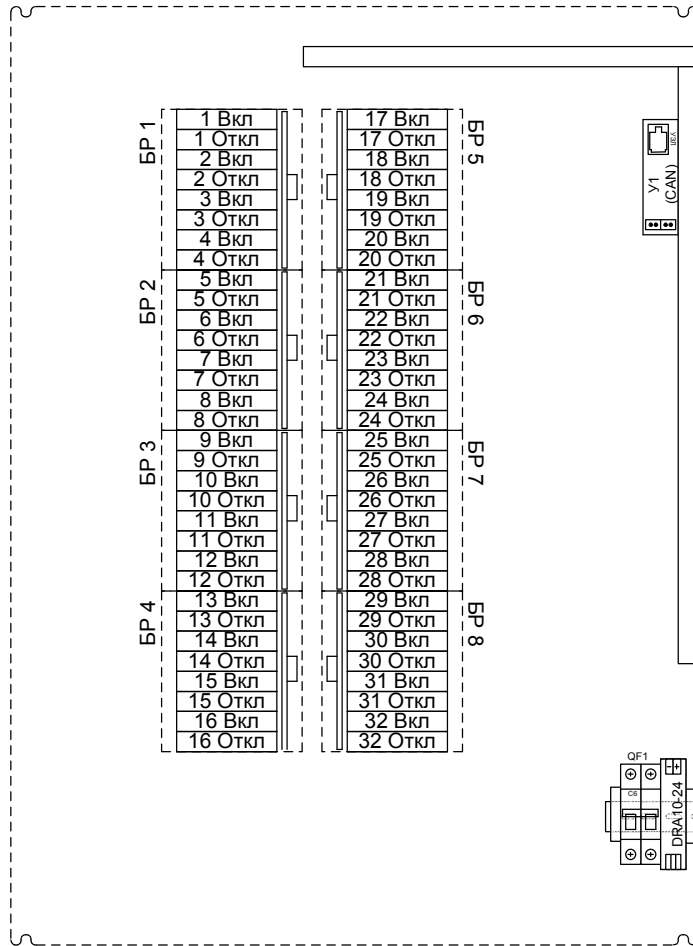 БР 1
1 Вкл
1 Откл
2 Вкл
2 Откл
3 Вкл
3 Откл
4 Вкл
4 Откл
БР 2
5 Вкл
5 Откл
6 Вкл
6 Откл
7 Вкл
7 Откл
8 Вкл
8 Откл
БР 3
9 Вкл
9 Откл
10 Вкл
10 Откл
11 Вкл
11 Откл
12 Вкл
12 Откл
БР 4
13 Вкл
13 Откл
14 Вкл
14 Откл
15 Вкл
15 Откл
16 Вкл
16 Откл
БР 5
17 Вкл
17 Откл
18 Вкл
18 Откл
19 Вкл
19 Откл
20 Вкл
20 Откл
БР 6
21 Вкл
21 Откл
22 Вкл
22 Откл
23 Вкл
23 Откл
24 Вкл
24 Откл
БР 7
25 Вкл
25 Откл
26 Вкл
26 Откл
27 Вкл
27 Откл
28 Вкл
28 Откл
БР 8
29 Вкл
29 Откл
30 Вкл
30 Откл
31 Вкл
31 Откл
32 Вкл
32 Откл
У1
(CAN)
QF1
C6
DRA10-24
- +